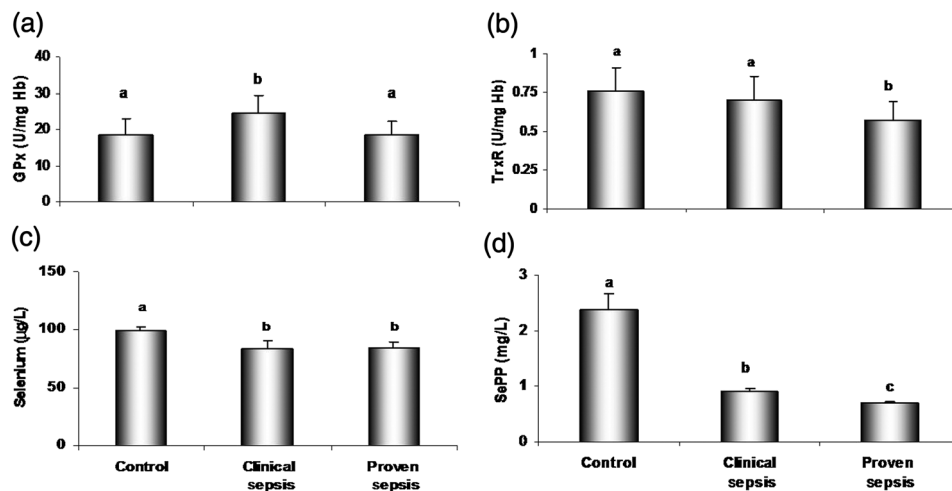 (a)
GPx (U/mg Hb)
40
30
20
10
0
a
b
a
(b)
TrxR (U/mg Hb)
1
0.75
0.5
0.25
0
a
a
b
(c)
Selenium (µg/L)
150
100
50
0
a
b
b
Control
Clinical
sepsis
Proven
sepsis
(d)
SePP (mg/L)
3
2
1
0
a
b
c
Control
Clinical
sepsis
Proven
sepsis